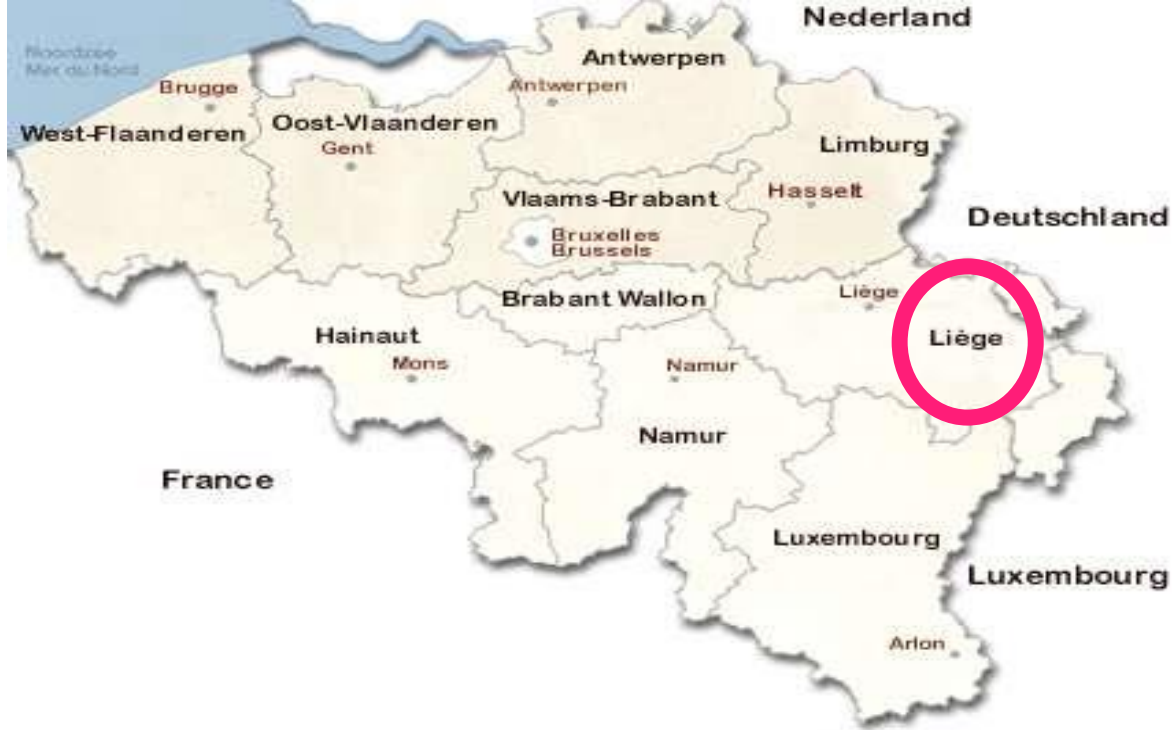 Nederland
Noordzee
Mer du Nord
Antwerpen
Brugge
Antwerpen
West-Flaanderen
Oost-Vlaanderen
Gent
Limburg
Vlaams-Brabant
Hasselt
Deutschland
Bruxelles
Brussels
Liège
Brabant Wallon
Hainaut
Liège
Mons
Namur
Namur
France
Luxembourg
Luxembourg
Arlon